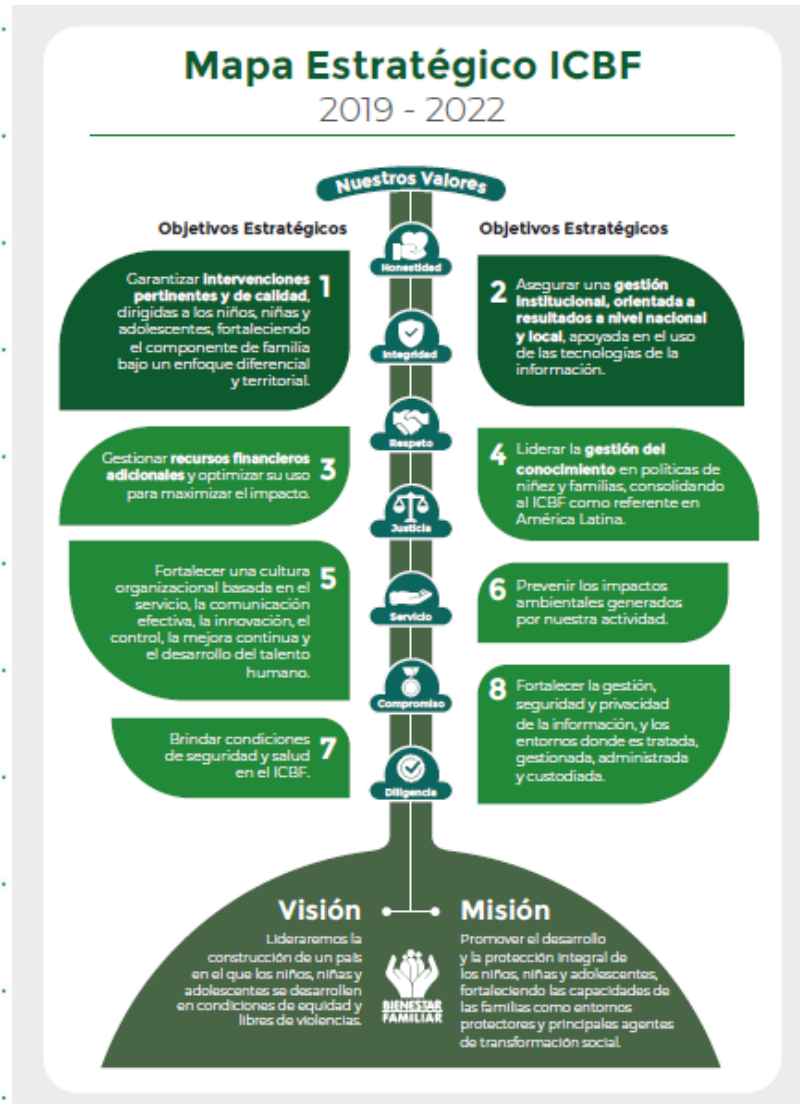 Mapa Estratégico ICBF
2019 - 2022
Nuestros Valores
Objetivos Estratégicos
Garantizar intervenciones
pertinentes y de calidad,
dirigidas a los niños, niñas y
adolescentes, fortaleciendo
el componente de familia
bajo un enfoque diferencial
y territorial.
1
Objetivos Estratégicos
2
Asegurar una gestión
institucional, orientada a
resultados a nivel nacional
y local, apoyada en el uso
de las tecnologías de la
información.
Gestionar recursos financieros
adicionales y optimizar su uso
para maximizar el impacto.
3
4
Liderar la gestión del
conocimiento en políticas de
niñez y familias, consolidando
al ICBF como referente en
América Latina.
Fortalecer una cultura
organizacional basada en el
servicio, la comunicación
efectiva, la innovación, el
control, la mejora continua y
el desarrollo del talento
humano.
5
6
Prevenir los impactos
ambientales generados
por nuestra actividad.
Brindar condiciones
de seguridad y salud
en el ICBF.
7
8
Fortalecer la gestión,
seguridad y privacidad
de la información, y los
entornos donde es tratada,
gestionada, administrada
y custodiada.
Honestidad
Integridad
Respeto
Justicia
Servicio
Compromiso
Diligencia
Visión
Lideraremos la
construcción de un país
en el que los niños, niñas y
adolescentes se desarrollen
en condiciones de equidad y
libres de violencias.
BIENESTAR
FAMILIAR
Misión
Promover el desarrollo
y la protección integral de
los niños, niñas y adolescentes,
fortaleciendo las capacidades de
las familias como entornos
protectores y principales agentes
de transformación social.